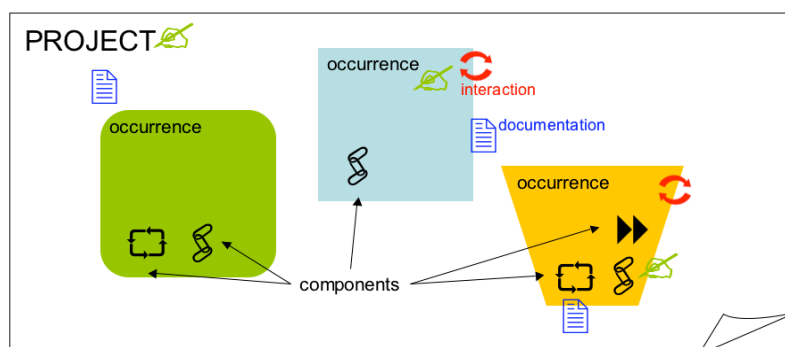 PROJECT
occurrence
interaction
documentation
occurrence
occurrence
components